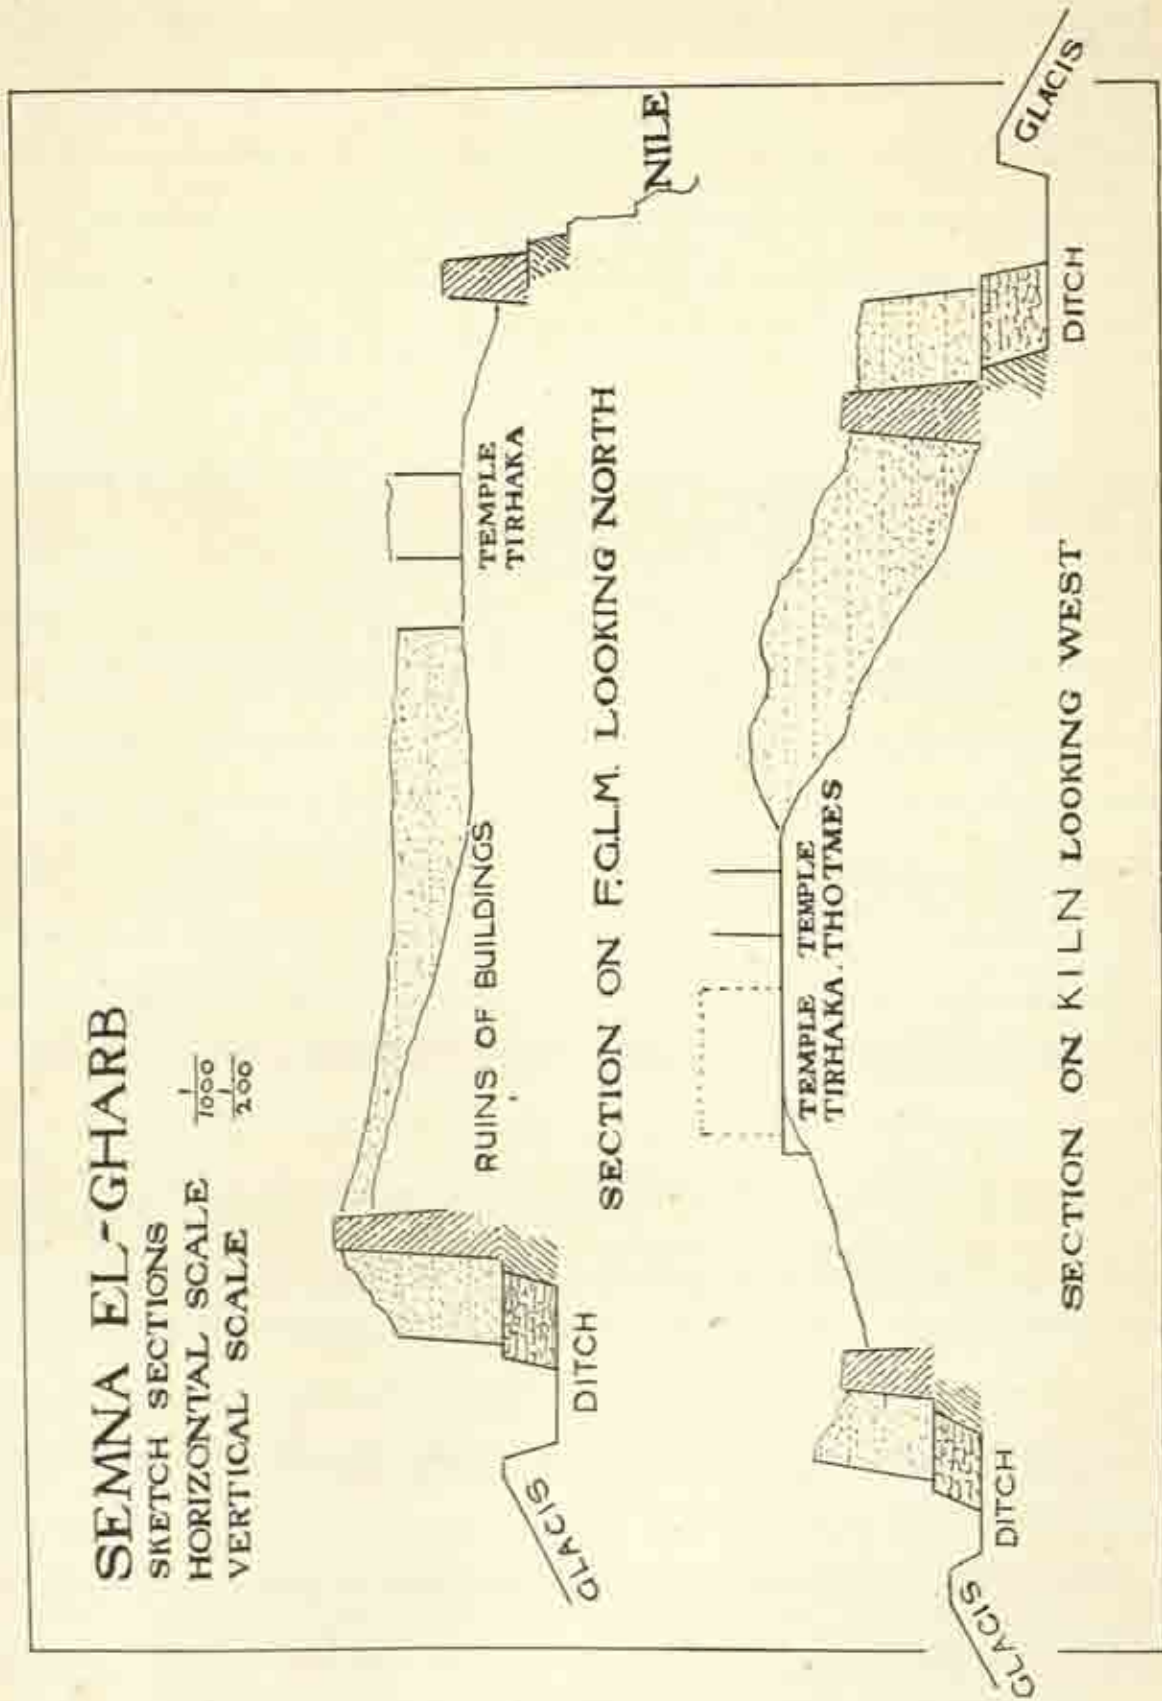 SEMNA EL-GHARB
SKETCH SECTIONS
HORIZONTAL SCALE 1/1000
VERTICAL SCALE 1/200
GLACIS
DITCH
RUINS OF BUILDINGS
TEMPLE
TIRHAKA
NILE
SECTION ON F.G.L.M. LOOKING NORTH
GLACIS
DITCH
TEMPLE TEMPLE
TIRHAKA. THOTMES
DITCH
GLACIS
SECTION ON KILN LOOKING WEST